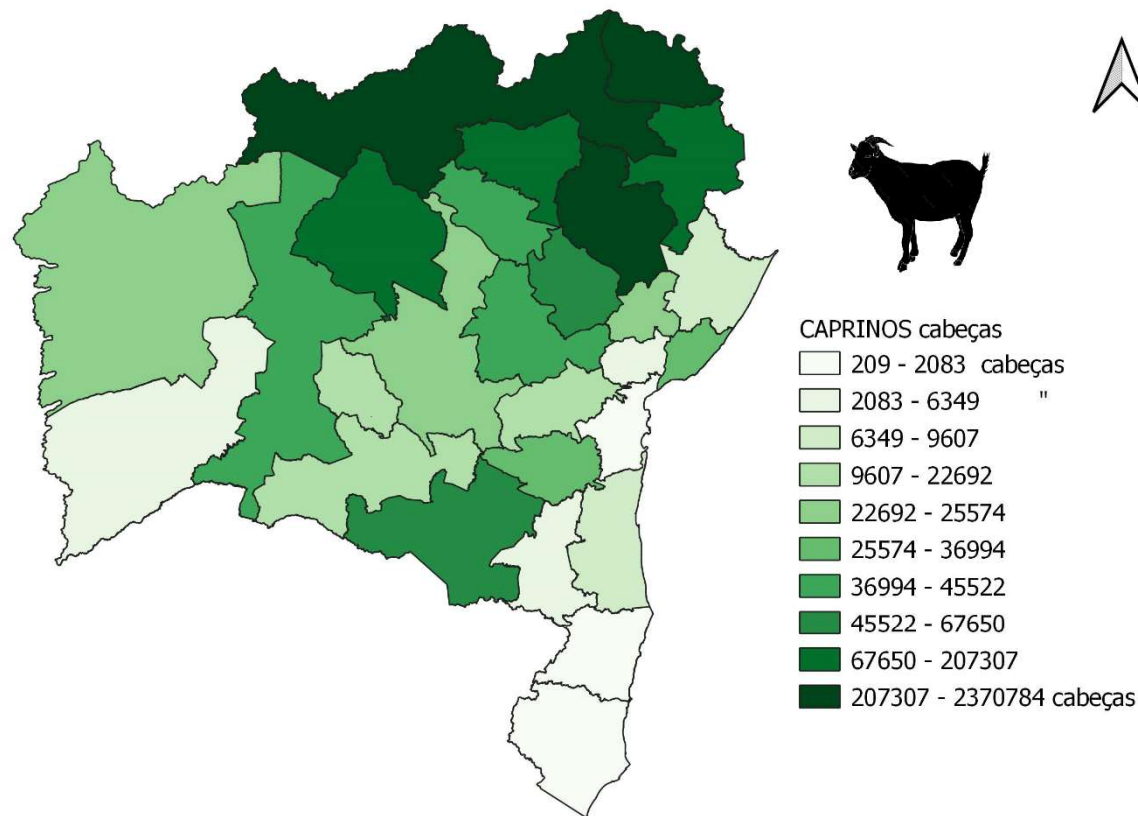 CAPRINOS cabeças
209 - 2083 cabeças
2083 - 6349 "
6349 - 9607
9607 - 22692
22692 - 25574
25574 - 36994
36994 - 45522
45522 - 67650
67650 - 207307
207307 - 2370784 cabeças